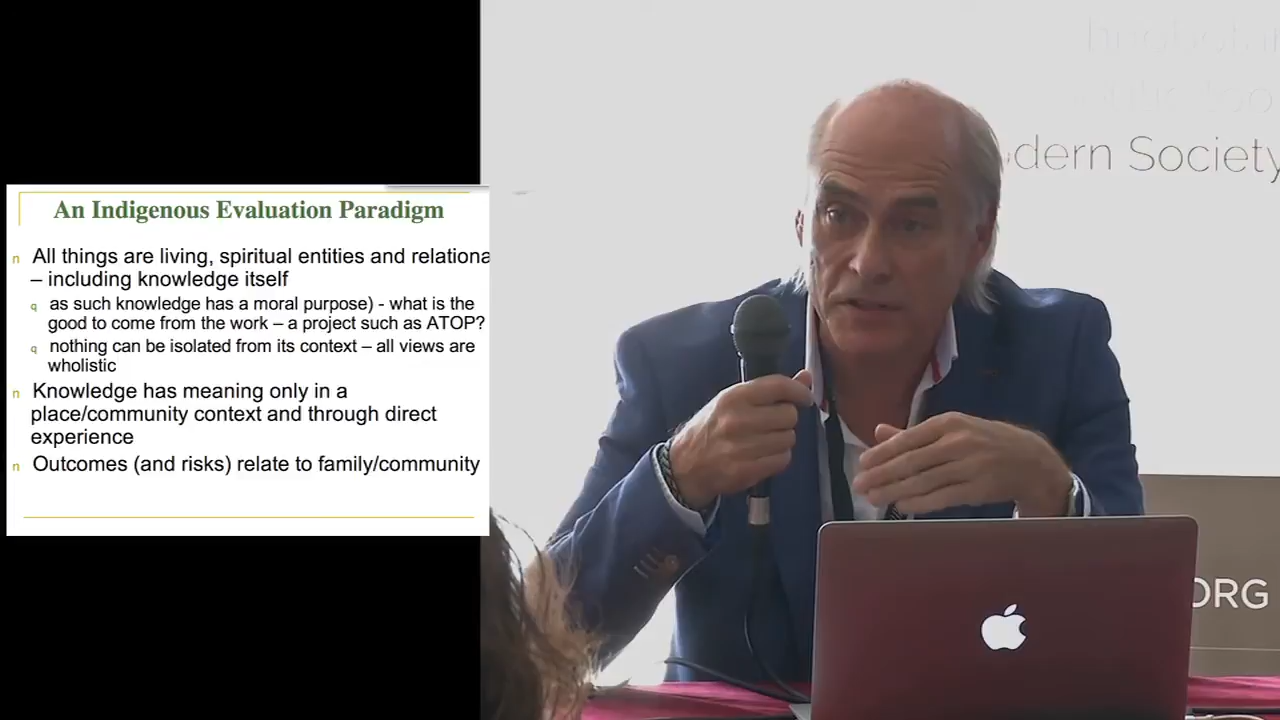 An Indigenous Evaluation Paradigm
n All things are living, spiritual entities and relationa
– including knowledge itself
q as such knowledge has a moral purpose) - what is the
good to come from the work – a project such as ATOP?
q nothing can be isolated from its context – all views are
wholistic
n Knowledge has meaning only in a
place/community context and through direct
experience
n Outcomes (and risks) relate to family/community
dern Society
ORG